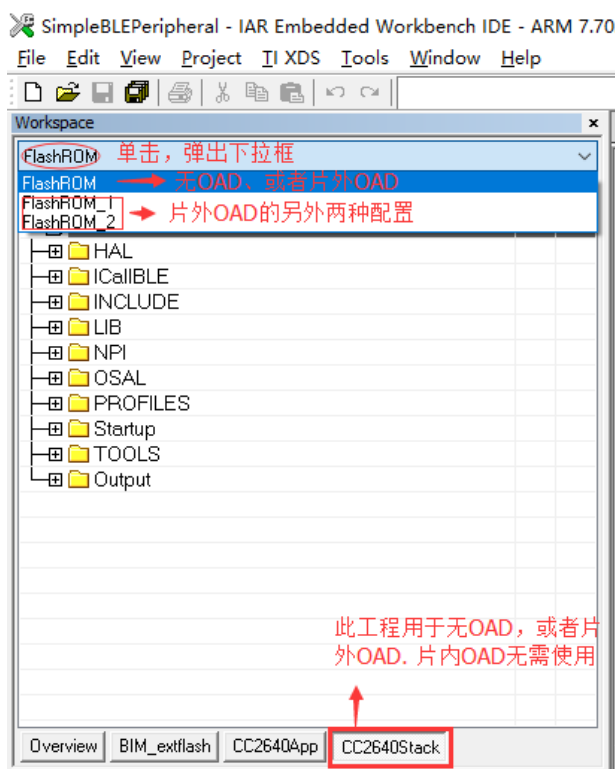 SimpleBLEPeripheral - IAR Embedded Workbench IDE - ARM 7.70
File Edit View Project TI XDS Tools Window Help
Workspace
FlashROM 单击，弹出下拉框
FlashROM 无OAD、或者片外OAD
FlashROM_1
FlashROM_2
片外OAD的另外两种配置
HAL
ICallBLE
INCLUDE
LIB
NPI
OSAL
PROFILES
Startup
TOOLS
Output
此工程用于无OAD，或者片
外OAD. 片内OAD无需使用
Overview BIM_extflash CC2640App CC2640Stack